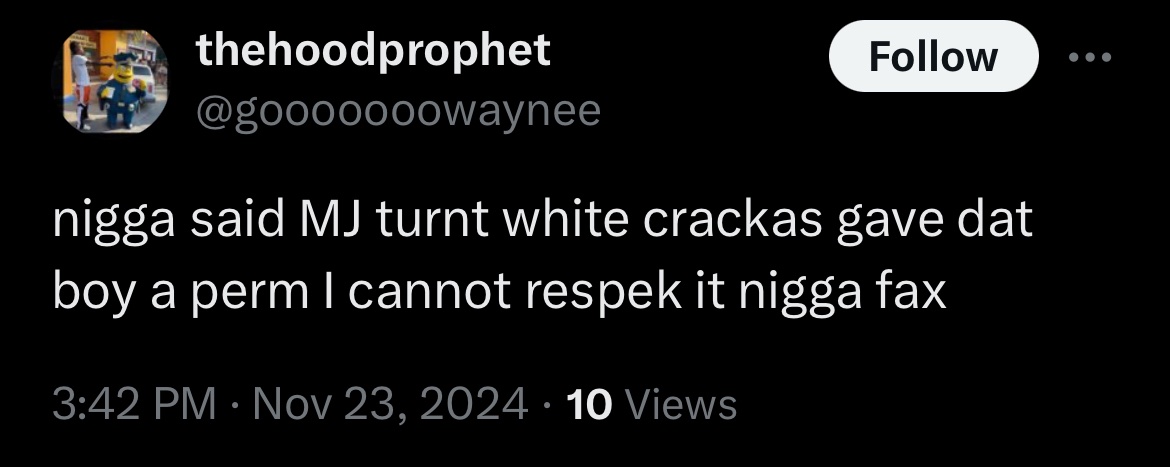 thehoodprophet
Follow
@gooooooowaynee
nigga said MJ turnt white crackas gave dat
boy a perm I cannot respek it nigga fax
3:42 PM · Nov 23, 2024 · 10 Views